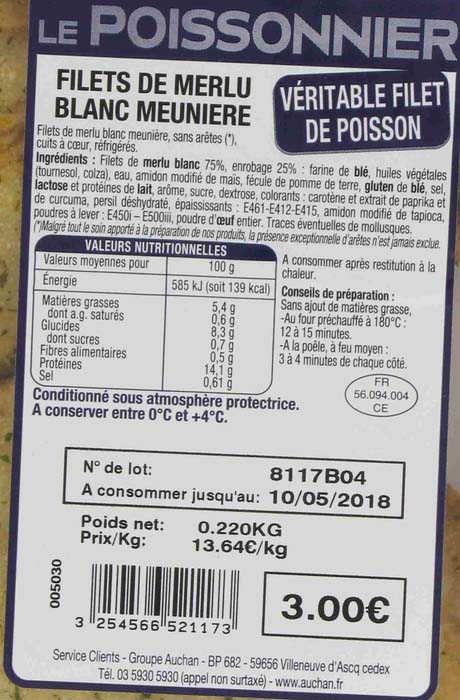 LE POISSONNIER
FILETS DE MERLU
BLANC MEUNIERE
VÉRITABLE FILET
DE POISSON
Filets de merlu blanc meunière, sans arêtes (*),
cuits à cœur, réfrigérés.
Ingrédients : Filets de merlu blanc 75%, enrobage 25% : farine de blé, huiles végétales
(tournesol, colza), eau, amidon modifié de maïs, fécule de pomme de terre, gluten de blé, sel,
lactose et protéines de lait, arôme, sucre, dextrose, colorants : carotène et extrait de paprika et
de curcuma, persil déshydraté, épaississants : E461-E412-E415, amidon modifié de tapioca,
poudres à lever : E450i – E500iii, poudre d'œuf entier. Traces éventuelles de mollusques.
(*)Malgré tout le soin apporté à la préparation de nos produits, la présence exceptionnelle d'arêtes n'est jamais exclue.
VALEURS NUTRITIONNELLES
Valeurs moyennes pour 100 g
Énergie 585 kJ (soit 139 kcal)
Matières grasses 5,4 g
dont a.g. saturés 0,6 g
Glucides 8,3 g
dont sucres 0,7 g
Fibres alimentaires 0,5 g
Protéines 14,1 g
Sel 0,61 g
A consommer après restitution à la
chaleur.
Conseils de préparation :
Sans ajout de matières grasse,
-Au four préchauffé à 180°C :
12 à 15 minutes.
-A la poêle, à feu moyen :
3 à 4 minutes de chaque côté.
FR
56.094.004
CE
Conditionné sous atmosphère protectrice.
A conserver entre 0°C et +4°C.
N° de lot: 8117B04
A consommer jusqu'au: 10/05/2018
Poids net: 0.220KG
Prix/Kg: 13.64€/kg
005030
3 254566 521173
3.00€
Service Clients - Groupe Auchan - BP 682 - 59656 Villeneuve d'Ascq cedex
Tél. 03 5930 5930 (appel non surtaxé) - www.auchan.fr